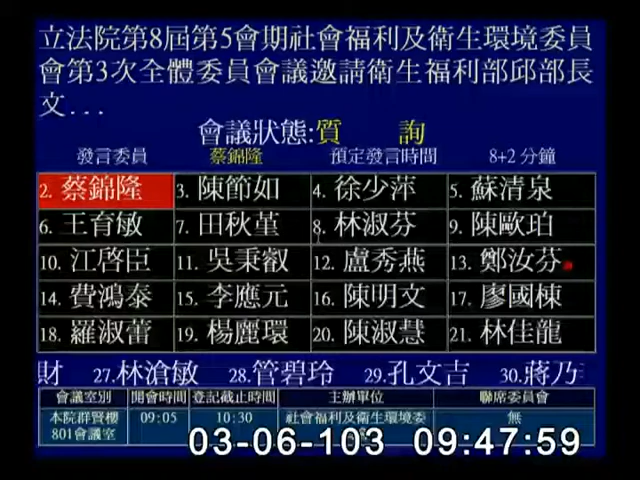 立法院第8屆第5會期社會福利及衛生環境委員
會第3次全體委員會議邀請衛生福利部邱部長
文...
會議狀態:質 詢
發言委員 蔡錦隆 預定發言時間 8+2 分鐘
2. 蔡錦隆 3. 陳節如 4. 徐少萍 5. 蘇清泉
6. 王育敏 7. 田秋堇 8. 林淑芬 9. 陳歐珀
10. 江啓臣 11. 吳秉叡 12. 盧秀燕 13. 鄭汝芬
14. 費鴻泰 15. 李應元 16. 陳明文 17. 廖國棟
18. 羅淑蕾 19. 楊麗環 20. 陳淑慧 21. 林佳龍
財 27.林滄敏 28.管碧玲 29.孔文吉 30.蔣乃
會議室別 開會時間 登記截止時間 主辦單位 聯席委員會
本院群賢樓 09:05 10:30 社會福利及衛生環境委 無
801會議室
03-06-103 09:47:59